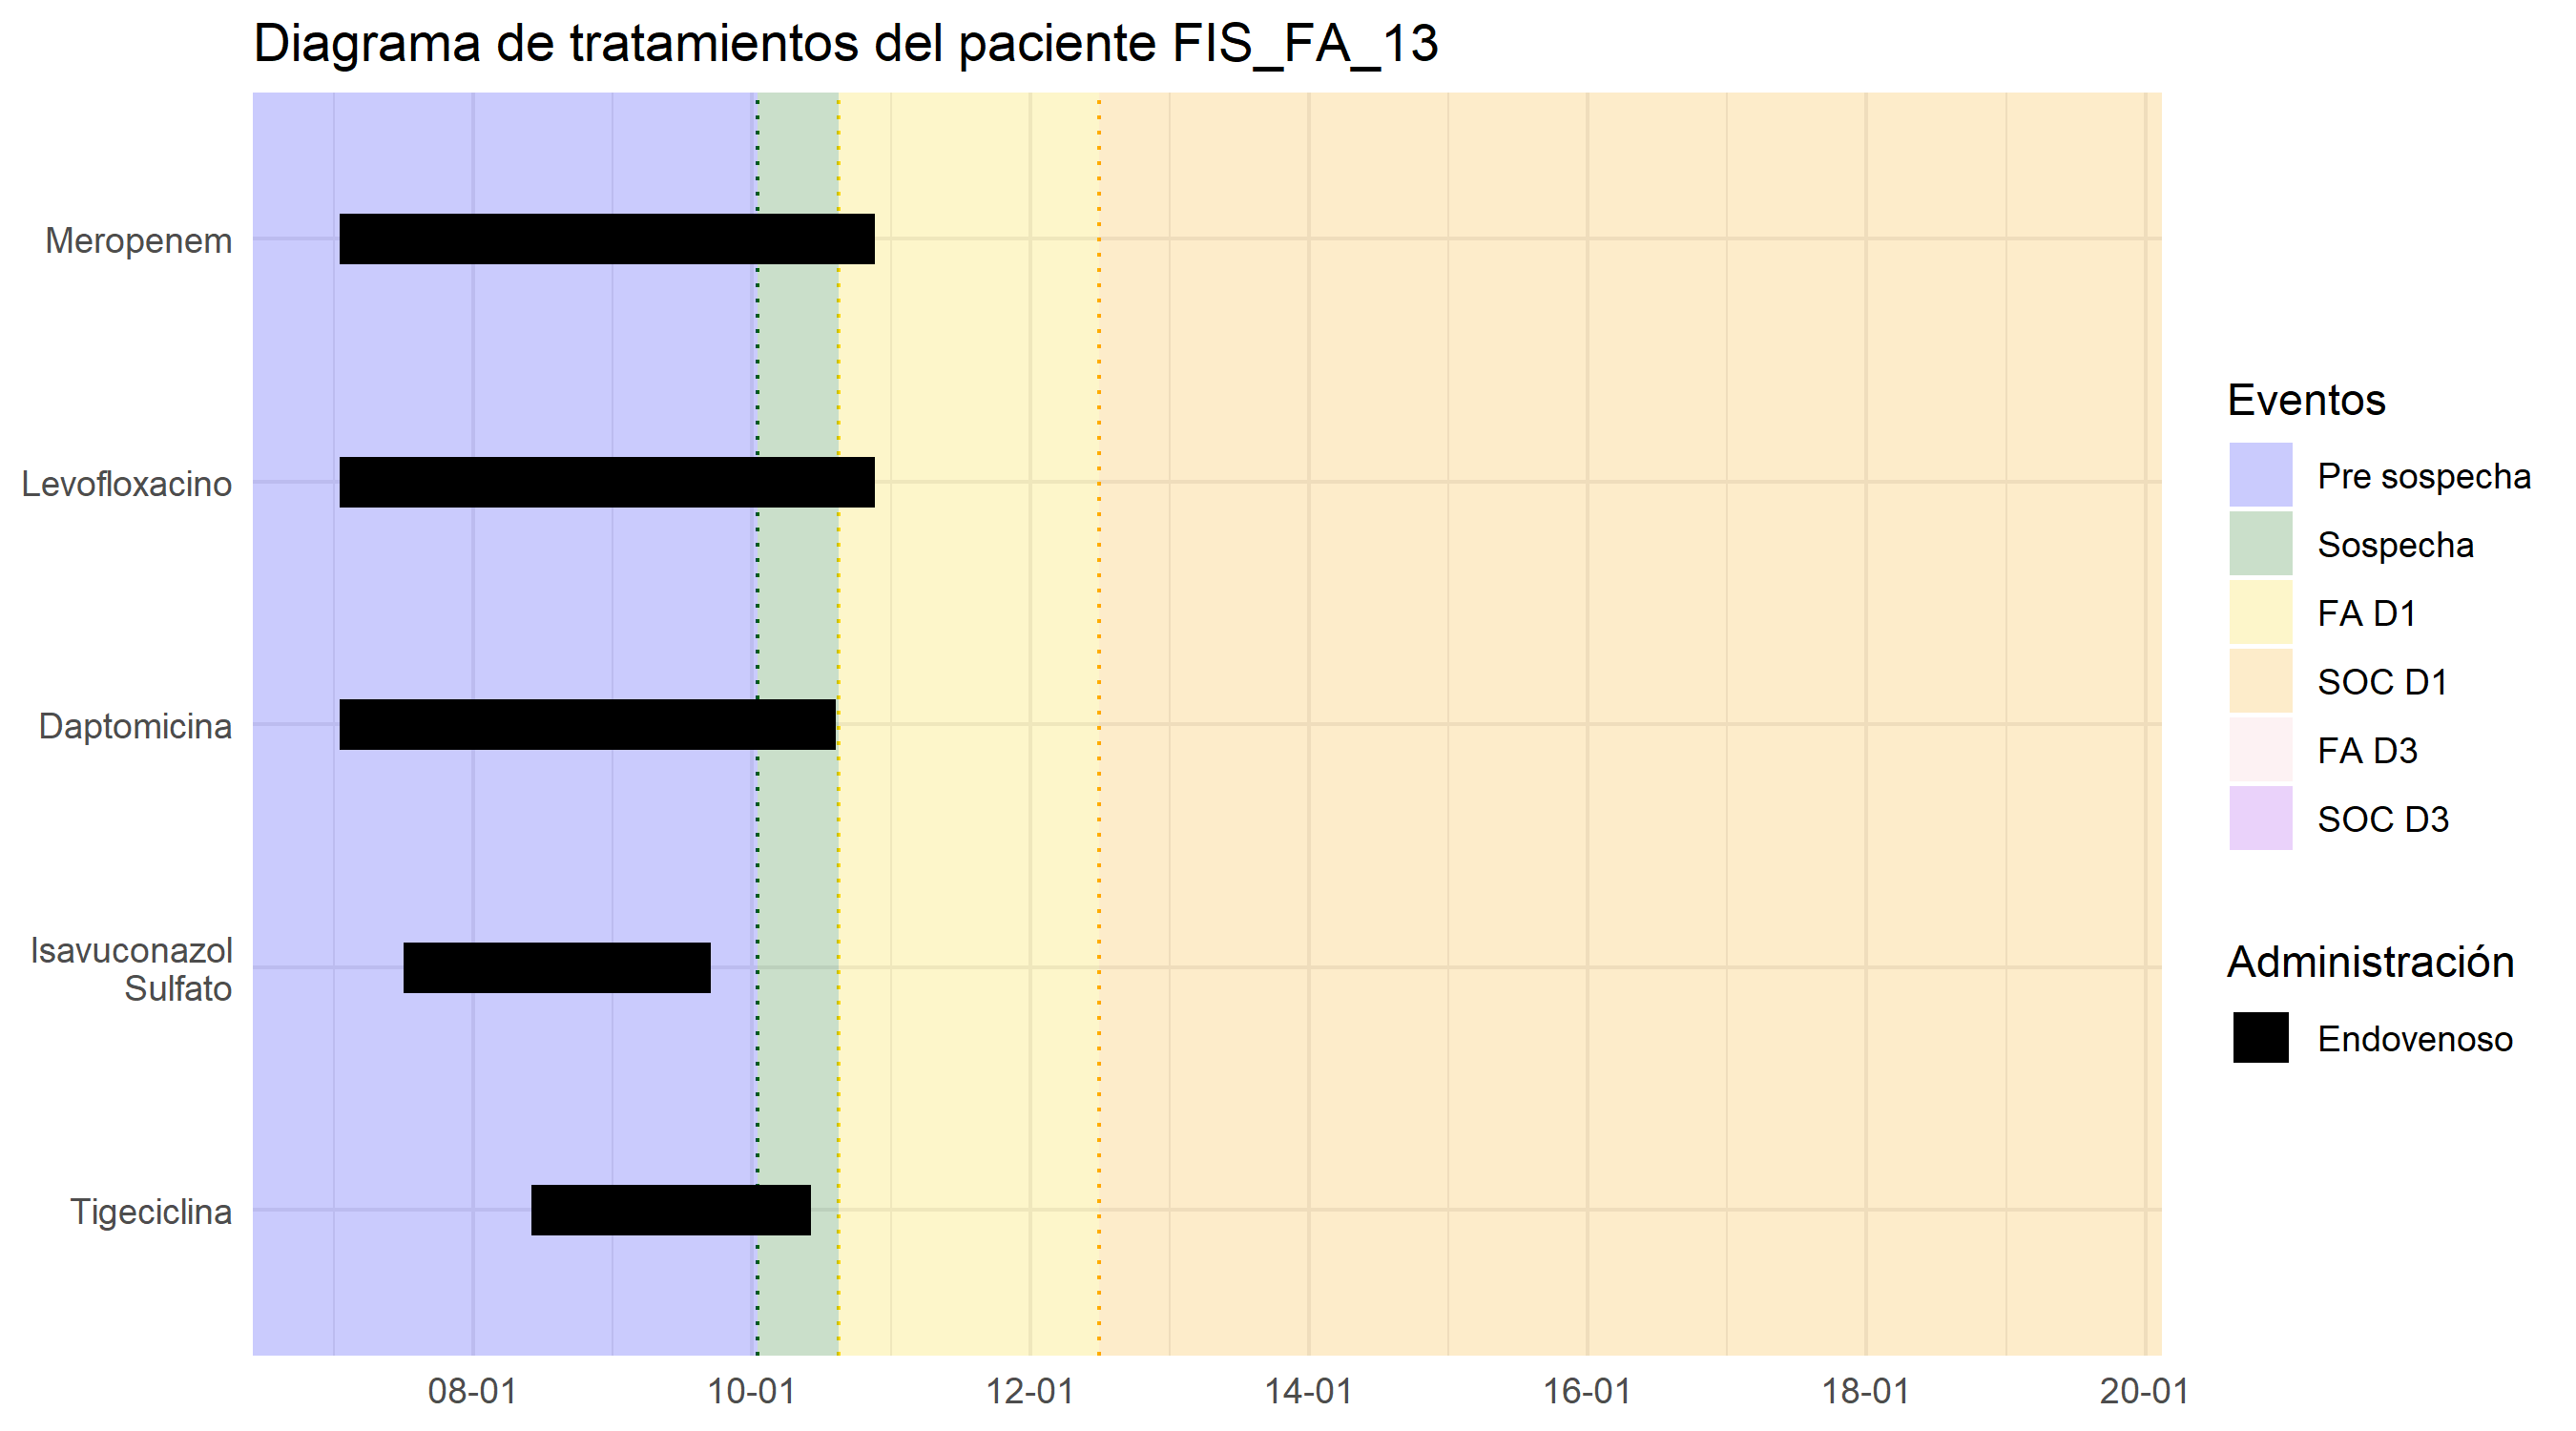 Diagrama de tratamientos del paciente FIS_FA_13
Meropenem
Levofloxacino
Daptomicina
Isavuconazol
Sulfato
Tigeciclina
08-01
10-01
12-01
14-01
16-01
18-01
20-01
Eventos
Pre sospecha
Sospecha
FA D1
SOC D1
FA D3
SOC D3
Administración
Endovenoso